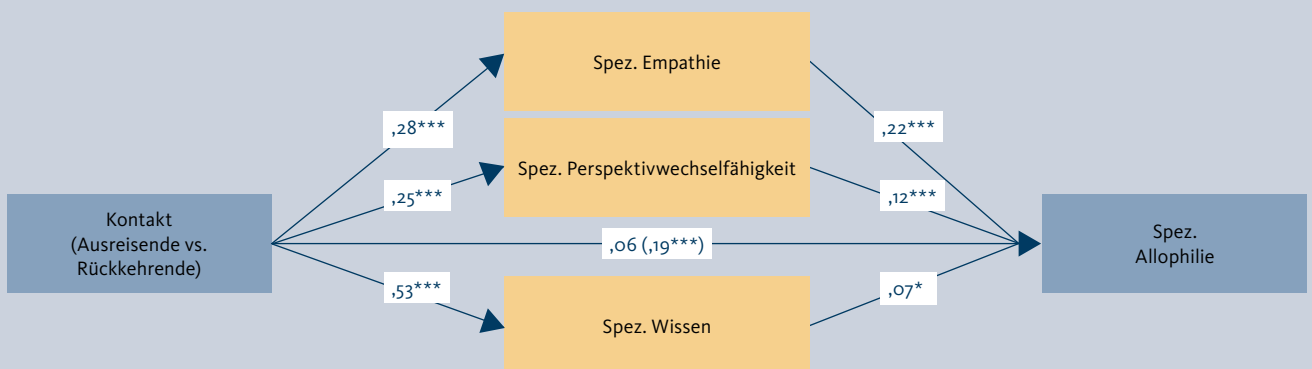 Spez. Empathie
,28***
,22***
Spez. Perspektivwechselfähigkeit
,25***
,12***
Kontakt
(Ausreisende vs.
Rückkehrende)
,06 (,19***)
Spez.
Allophilie
,53***
,07*
Spez. Wissen